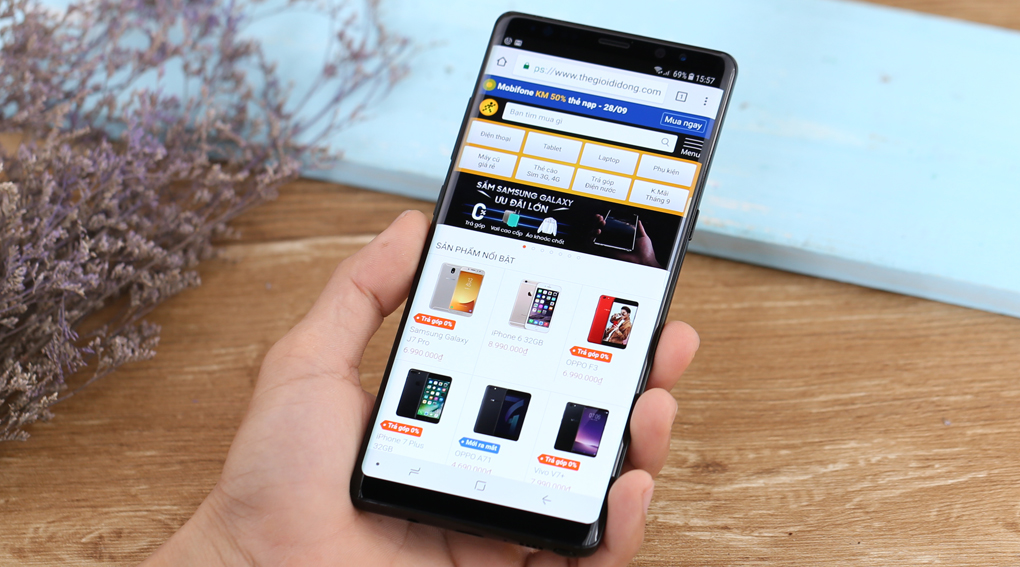 69% 15:57
ps://www.thegioididong.com
1
Mobifone KM 50% thẻ nạp - 28/09
Mua ngay
Bạn tìm mua gì
Menu
Điện thoại
Tablet
Laptop
Phụ kiện
Máy cũ
giá rẻ
Thẻ cào
Sim 3G, 4G
Trả góp
Điện nước
K Mãi
Tháng 9
SẮM SAMSUNG GALAXY
ƯU ĐÃI LỚN
0%
Trả góp
Vali cao cấp
Áo khoác chất
SẢN PHẨM NỔI BẬT
Trả góp 0%
Samsung Galaxy
J7 Pro
6.990.000₫
iPhone 6 32GB
8.990.000₫
Trả góp 0%
OPPO F3
6.990.000₫
Trả góp 0%
iPhone 7 Plus
32GB
Mới ra mắt
OPPO A71
4.690.000₫
Trả góp 0%
Vivo V7+
7.990.000₫